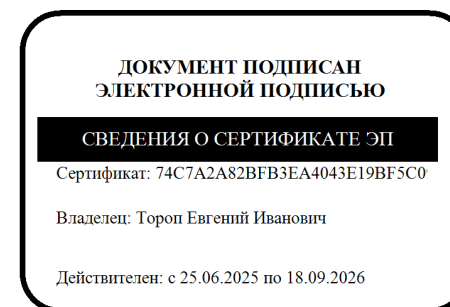 ДОКУМЕНТ ПОДПИСАН
ЭЛЕКТРОННОЙ ПОДПИСЬЮ
СВЕДЕНИЯ О СЕРТИФИКАТЕ ЭП
Сертификат: 74C7A2A82BFB3EA4043E19BF5C0
Владелец: Тороп Евгений Иванович
Действителен: с 25.06.2025 по 18.09.2026